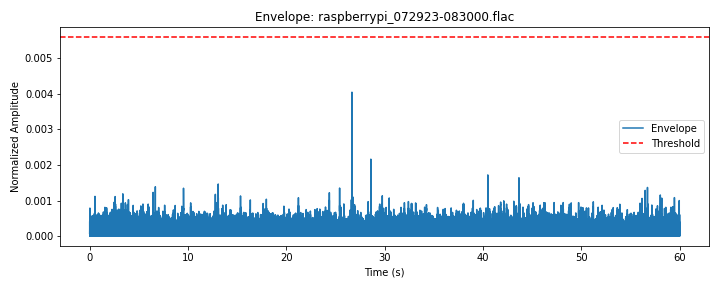 Envelope: raspberrypi_072923-083000.flac
Normalized Amplitude
0.005
0.004
0.003
0.002
0.001
0.000
Envelope
Threshold
0
10
20
30
40
50
60
Time (s)